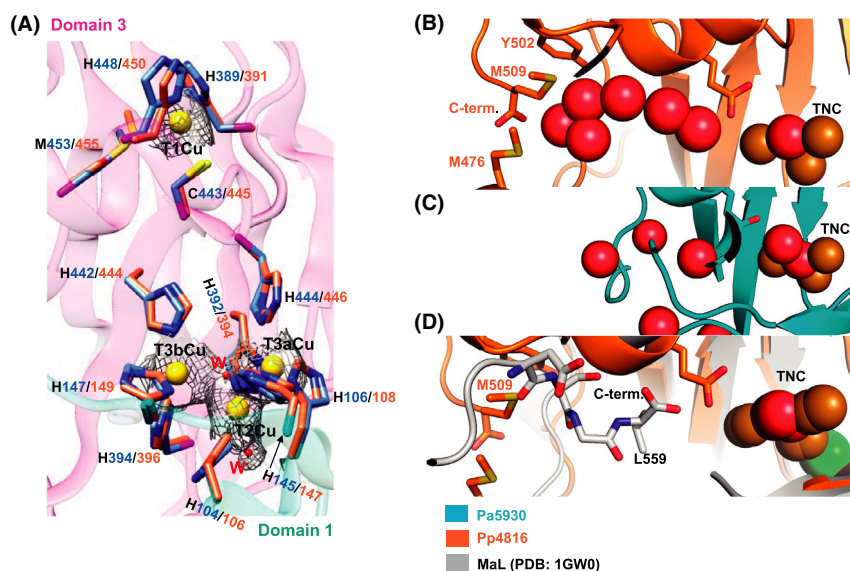 (A)
Domain 3
H448/450
H389/391
M453/455
T1Cu
C443/445
H442/444
H392/394
H444/446
T3bCu
T3aCu
W
H147/149
H106/108
T2Cu
H394/396
W
H145/147
H104/106
Domain 1
(B)
Y502
M509
C-term.
TNC
M476
(C)
TNC
(D)
M509
C-term.
TNC
L559
Pa5930
Pp4816
MaL (PDB: 1GW0)